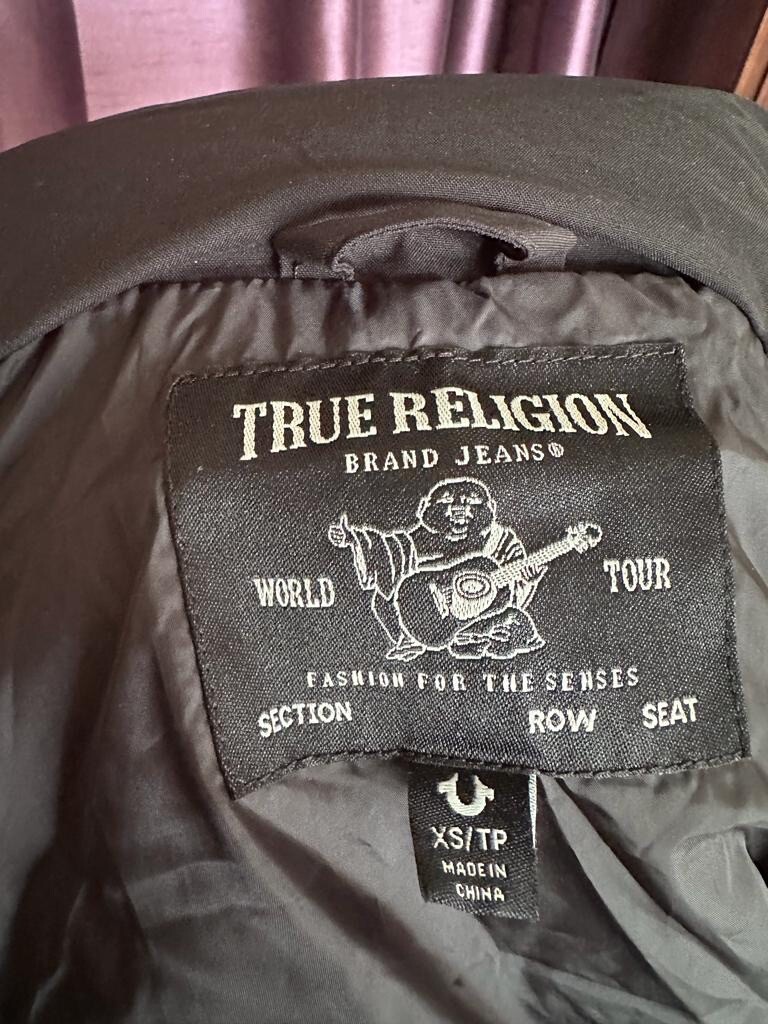 TRUE RELIGION
BRAND JEANS®
WORLD TOUR
FASHION FOR THE SENSES
SECTION ROW SEAT
XS/TP
MADE IN
CHINA